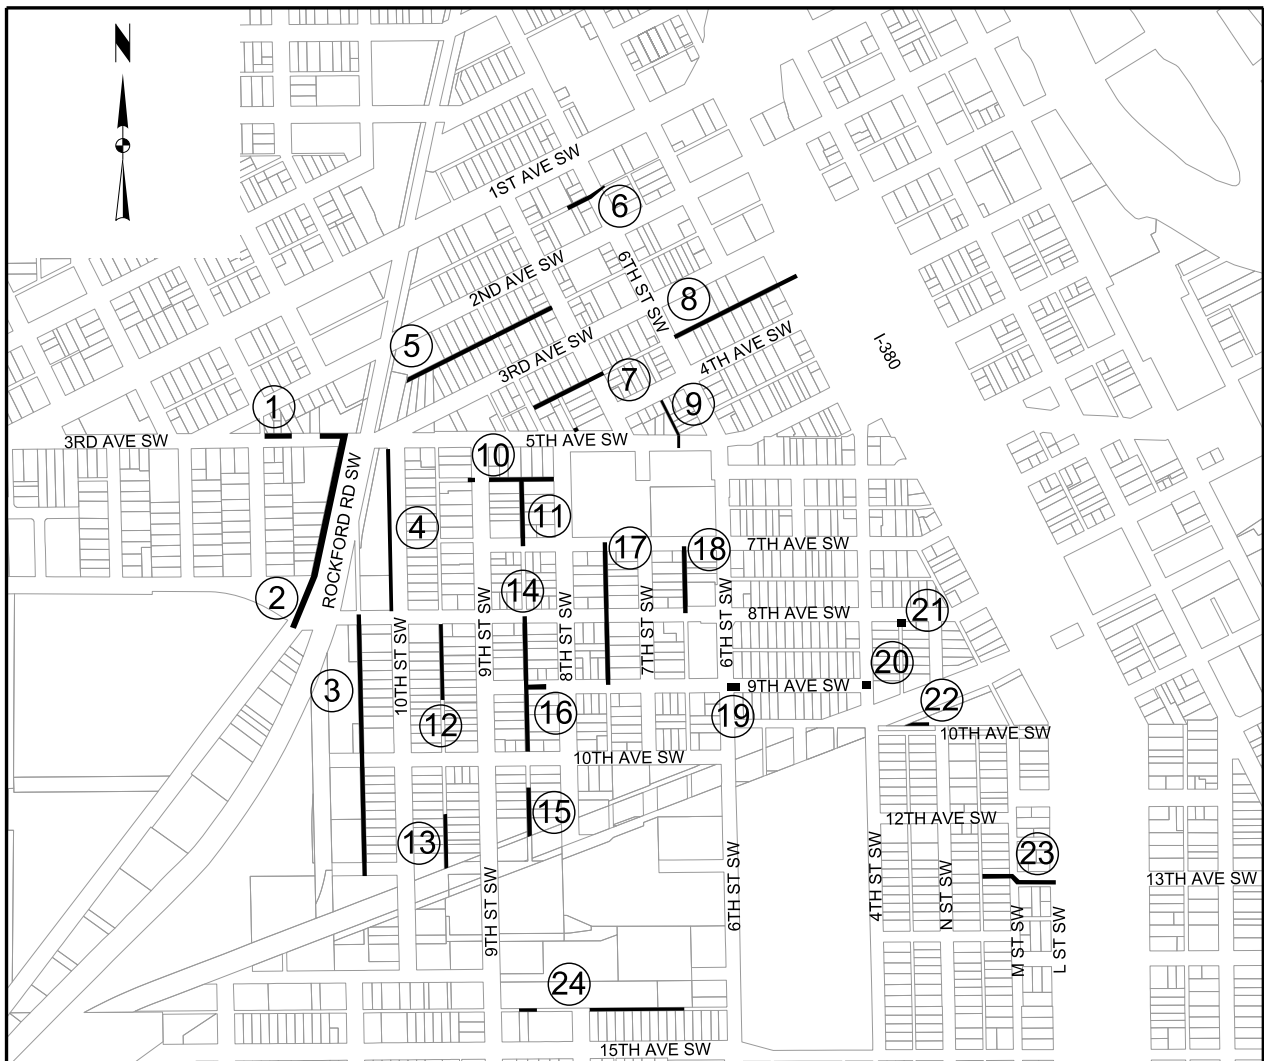 N
1ST AVE SW
6
2ND AVE SW
6TH ST SW
8
5
3RD AVE SW
4TH AVE SW
I-380
7
1
9
3RD AVE SW
5TH AVE SW
10
ROCKFORD RD SW
4
11
17
18
7TH AVE SW
2
14
9TH ST SW
8TH ST SW
7TH ST SW
6TH ST SW
8TH AVE SW
21
10TH ST SW
20
3
9TH AVE SW
22
12
16
19
10TH AVE SW
10TH AVE SW
15
12TH AVE SW
13
23
9TH ST SW
6TH ST SW
4TH ST SW
N ST SW
M ST SW
L ST SW
13TH AVE SW
24
15TH AVE SW